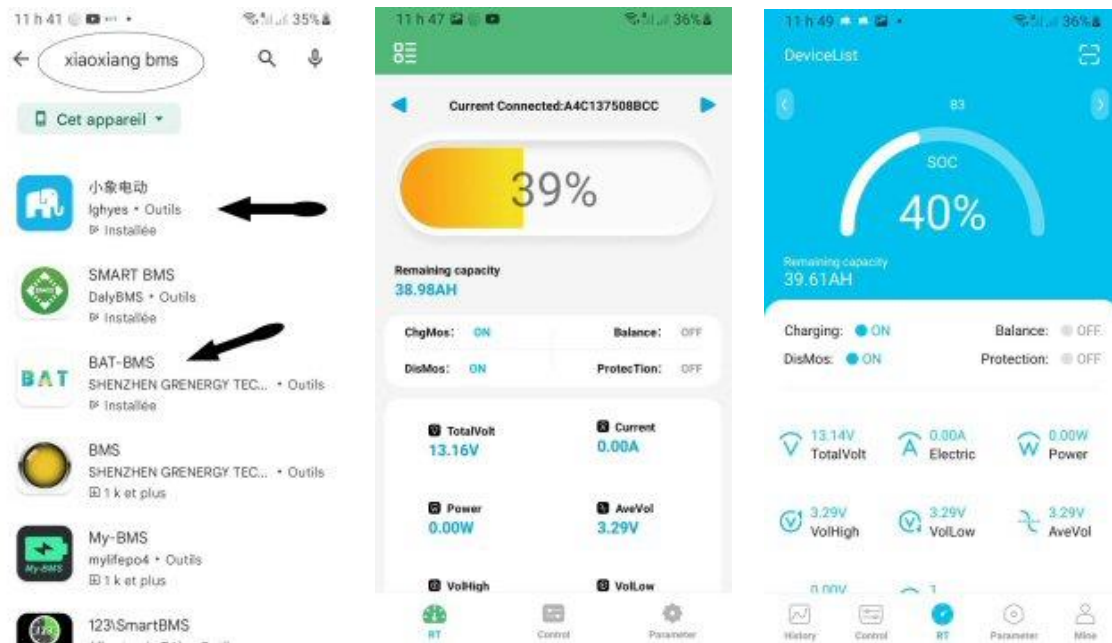 11 h 41
35%
xiaoxiang bms
Cet appareil
小象电动
lghyes • Outils
Installée
SMART BMS
DalyBMS • Outils
Installée
BAT
BAT-BMS
SHENZHEN GRENERGY TEC... • Outils
Installée
BMS
SHENZHEN GRENERGY TEC... • Outils
1 k et plus
My-BMS
My-BMS
mylifepo4 • Outils
1 k et plus
123\SmartBMS
11 h 47
36%
Current Connected:A4C137508BCC
39%
Remaining capacity
38.98AH
ChgMos: ON
Balance: OFF
DisMos: ON
ProtecTion: OFF
TotalVolt
13.16V
Current
0.00A
Power
0.00W
AveVol
3.29V
VolHigh
VolLow
RT
Control
Parameter
11 h 49
36%
DeviceList
B3
SOC
40%
Remaining capacity
39.61AH
Charging: ON
Balance: OFF
DisMos: ON
Protection: OFF
13.14V
TotalVolt
0.00A
Electric
0.00W
Power
3.29V
VolHigh
3.29V
VolLow
3.29V
AveVol
0.00V
1
History
Control
RT
Parameter
Mine